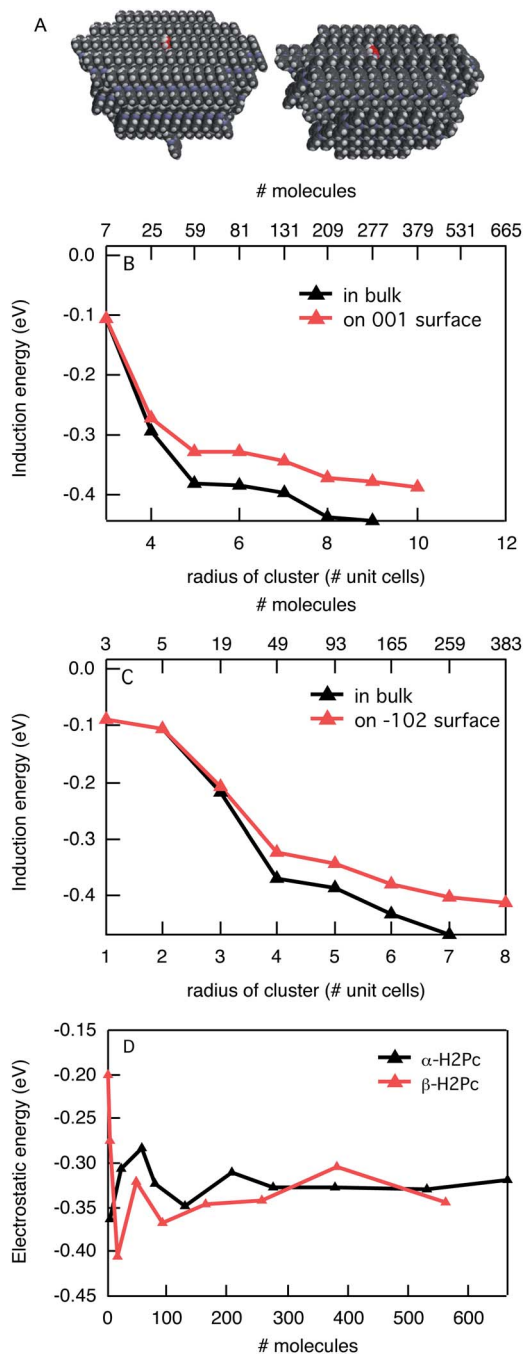 A
# molecules
7 25 59 81 131 209 277 379 531 665
0.0
B
-0.1
-0.2
-0.3
-0.4
Induction energy (eV)
in bulk
on 001 surface
4 6 8 10 12
radius of cluster (# unit cells)
# molecules
3 5 19 49 93 165 259 383
0.0
C
-0.1
-0.2
-0.3
-0.4
Induction energy (eV)
in bulk
on -102 surface
1 2 3 4 5 6 7 8
radius of cluster (# unit cells)
-0.15
D
-0.20
-0.25
-0.30
-0.35
-0.40
-0.45
Electrostatic energy (eV)
α-H2Pc
β-H2Pc
0 100 200 300 400 500 600
# molecules